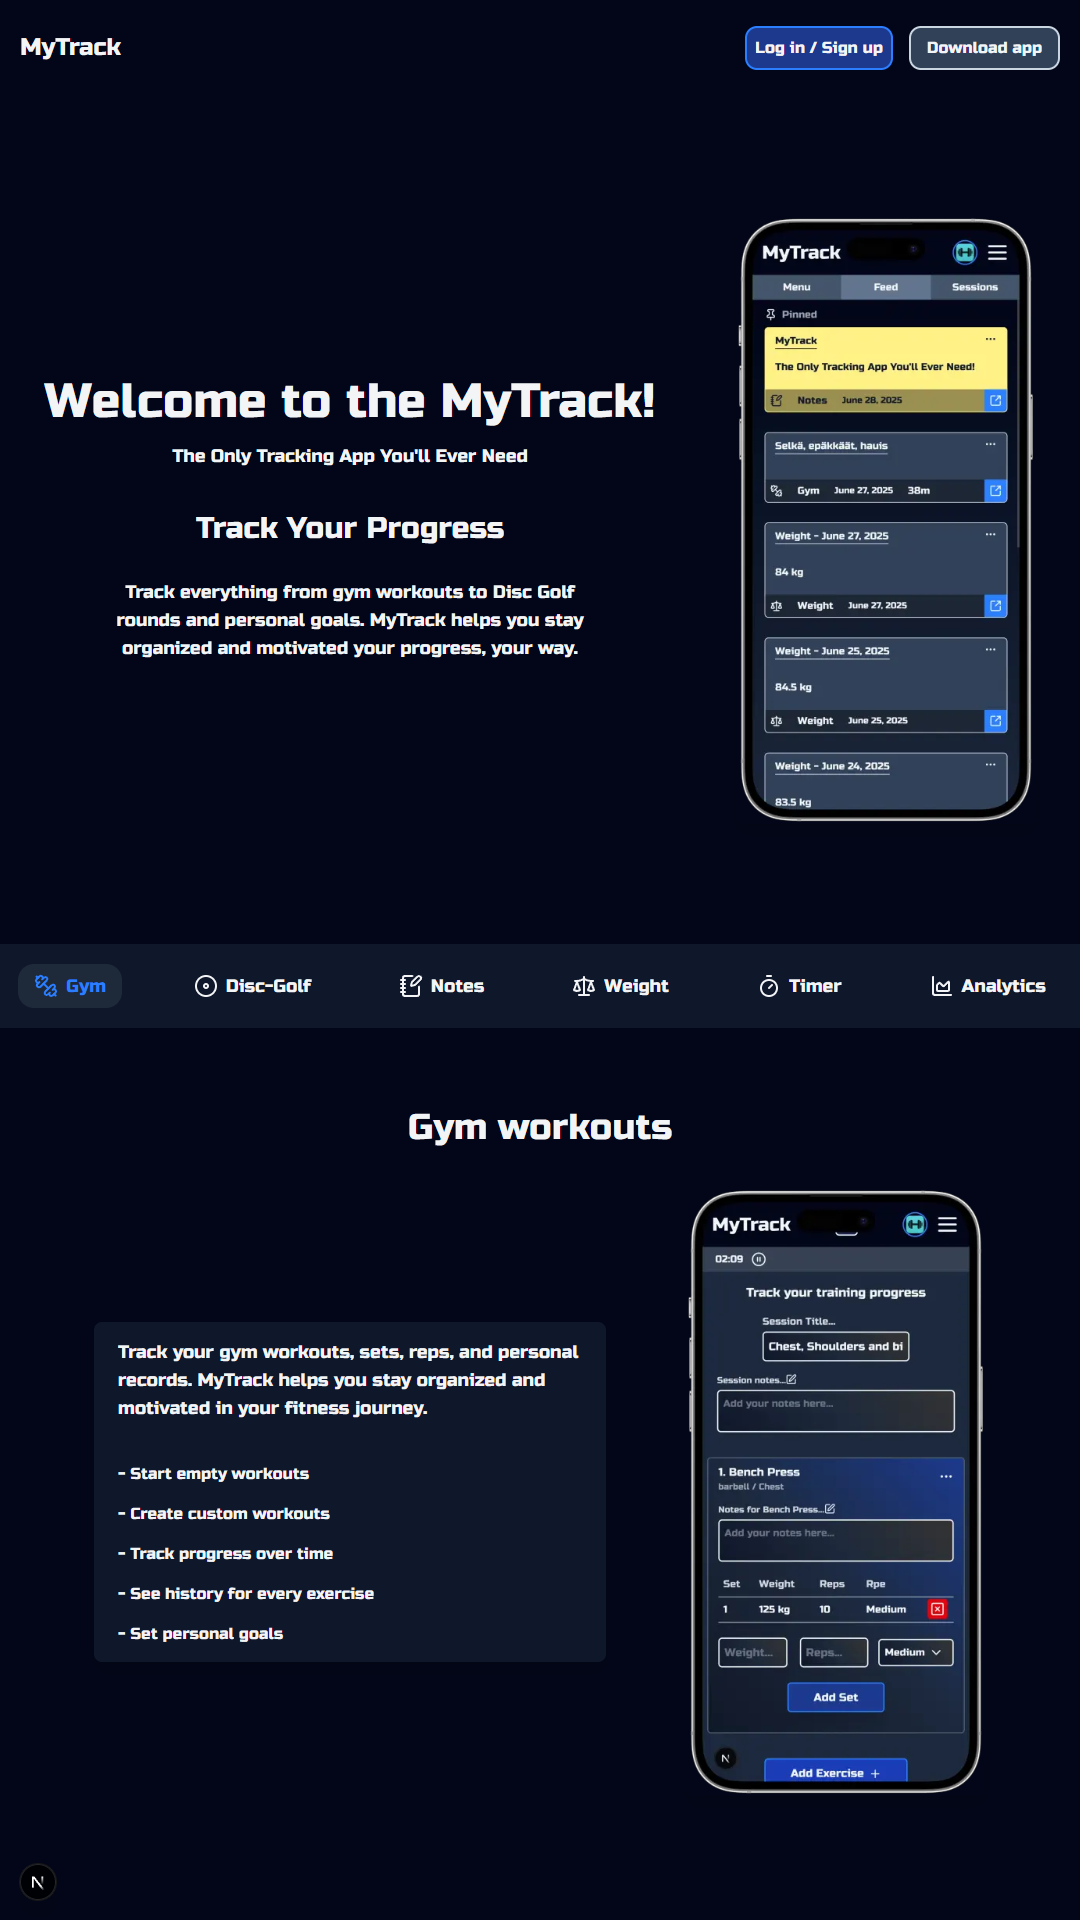 MyTrack
Log in / Sign up
Download app
Welcome to the MyTrack!
The Only Tracking App You'll Ever Need
Track Your Progress
Track everything from gym workouts to Disc Golf
rounds and personal goals. MyTrack helps you stay
organized and motivated your progress, your way.
MyTrack
Menu Feed Sessions
Pinned
MyTrack ...
The Only Tracking App You'll Ever Need!
Notes June 28, 2025
Selkä, epäkkäät, hauis ...
Gym June 27, 2025 38m
Weight - June 27, 2025 ...
84 kg
Weight June 27, 2025
Weight - June 25, 2025 ...
84.5 kg
Weight June 25, 2025
Weight - June 24, 2025 ...
83.5 kg
Gym Disc-Golf Notes Weight Timer Analytics
Gym workouts
Track your gym workouts, sets, reps, and personal
records. MyTrack helps you stay organized and
motivated in your fitness journey.
- Start empty workouts
- Create custom workouts
- Track progress over time
- See history for every exercise
- Set personal goals
MyTrack
02:09
Track your training progress
Session Title...
Chest, Shoulders and bi
Session notes...
Add your notes here...
1. Bench Press ...
barbell / Chest
Notes for Bench Press...
Add your notes here...
Set Weight Reps Rpe
1 125 kg 10 Medium
Weight... Reps... Medium
Add Set
N
Add Exercise +
N